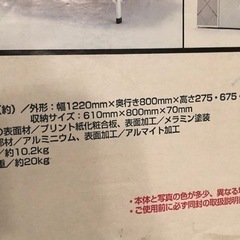 (約)／外形：幅1220mm×奥行き800mm×高さ275・675・
収納サイズ：610mm×800mm×70mm
の表面材／プリント紙化粧合板、表面加工／メラミン塗装
部材／アルミニウム、表面加工／アルマイト加工
／約10.2kg
重／約20kg
・本体と写真の色が多少、異なる場
・ご使用前に必ず同封の取扱説明